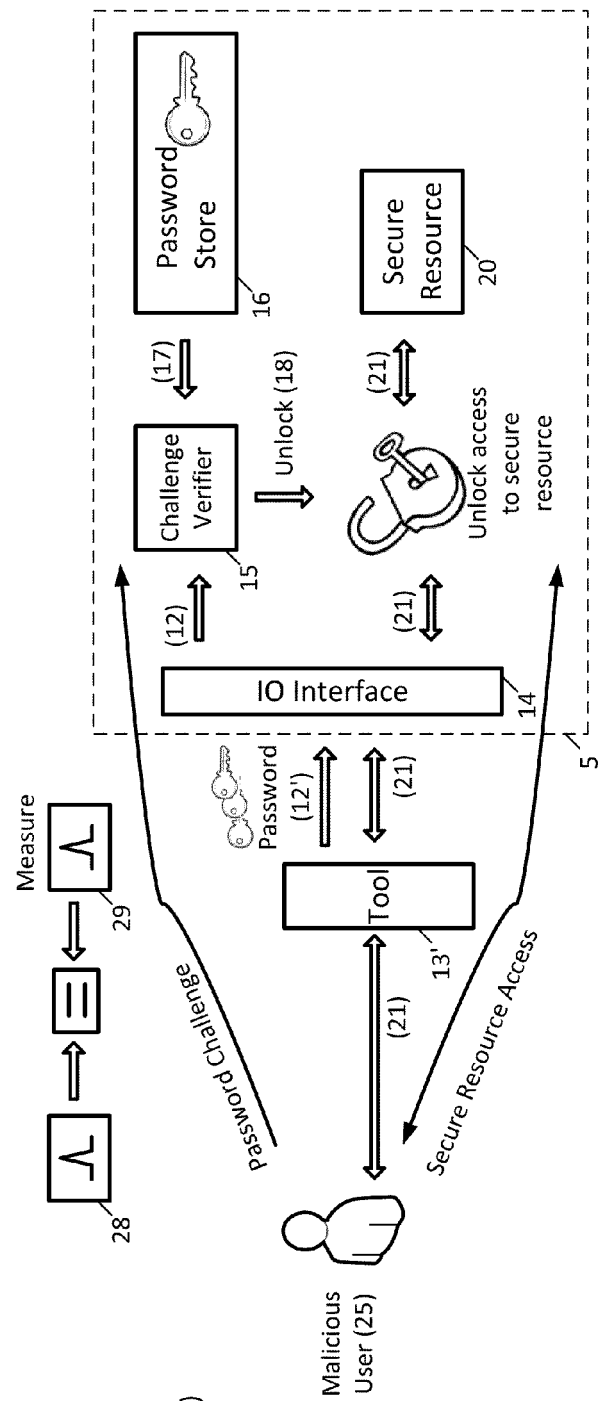 Measure
28
29
=
Password Challenge
Malicious
User (25)
(21)
Tool
13'
Password
(12')
(21)
Secure Resource Access
IO Interface
14
5
(12)
(21)
Challenge
Verifier
15
Unlock (18)
Unlock access
to secure
resource
(17)
(21)
Password
Store
16
Secure
Resource
20
)